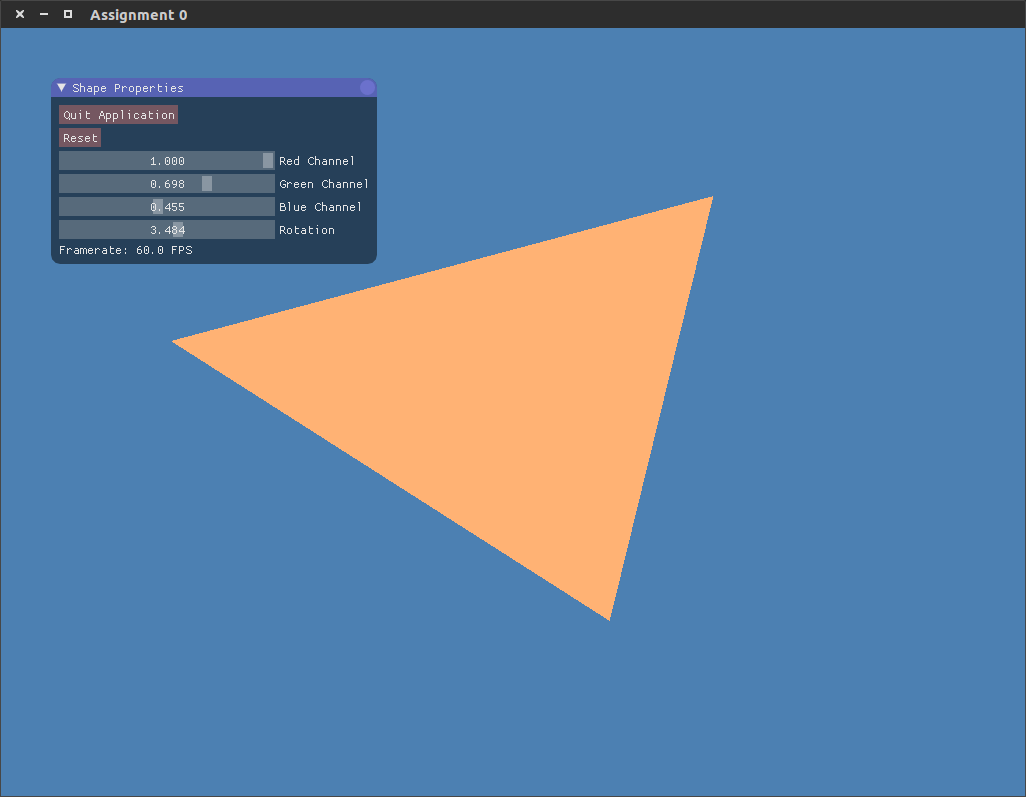 Assignment 0
Shape Properties
Quit Application
Reset
1.000 Red Channel
0.698 Green Channel
0.455 Blue Channel
3.484 Rotation
Framerate: 60.0 FPS